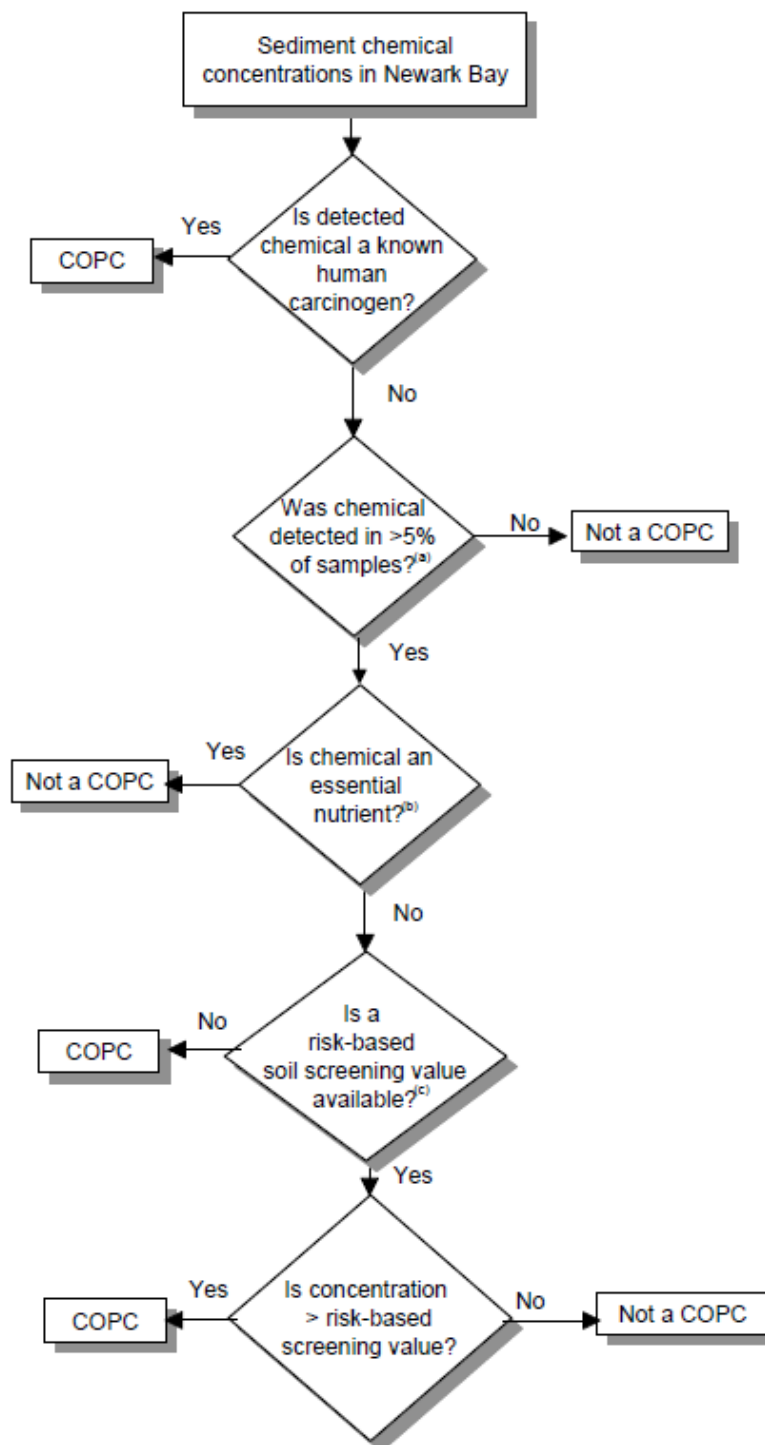 Sediment chemical
concentrations in Newark Bay
Is detected
chemical a known
human
carcinogen?
Yes
COPC
No
Was chemical
detected in >5%
of samples?(a)
No
Not a COPC
Yes
Is chemical an
essential
nutrient?(b)
Yes
Not a COPC
No
Is a
risk-based
soil screening value
available?(c)
No
COPC
Yes
Is concentration
> risk-based
screening value?
Yes
COPC
No
Not a COPC